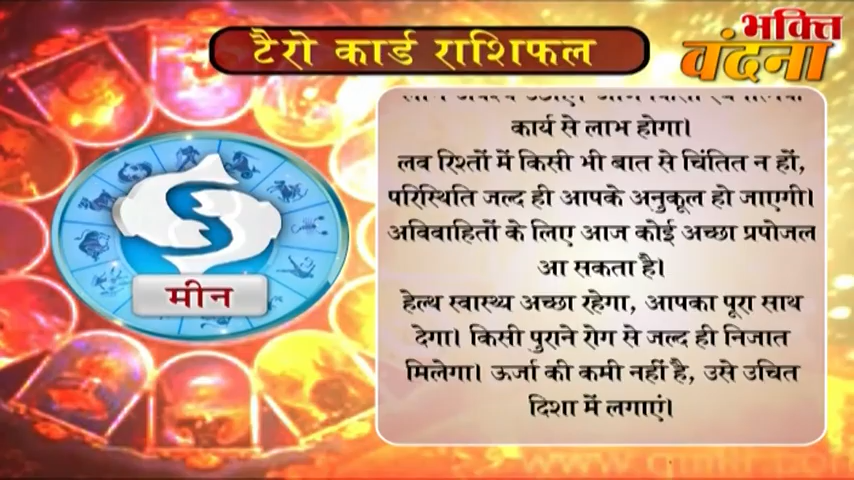 टैरो कार्ड राशिफल
भक्ति
वंदना
कार्य से लाभ होगा।
लव रिश्तों में किसी भी बात से चिंतित न हों,
परिस्थिति जल्द ही आपके अनुकूल हो जाएगी।
अविवाहितों के लिए आज कोई अच्छा प्रपोजल
आ सकता है।
हेल्थ स्वास्थ्य अच्छा रहेगा, आपका पूरा साथ
देगा। किसी पुराने रोग से जल्द ही निजात
मिलेगा। ऊर्जा की कमी नहीं है, उसे उचित
दिशा में लगाएं।
मीन